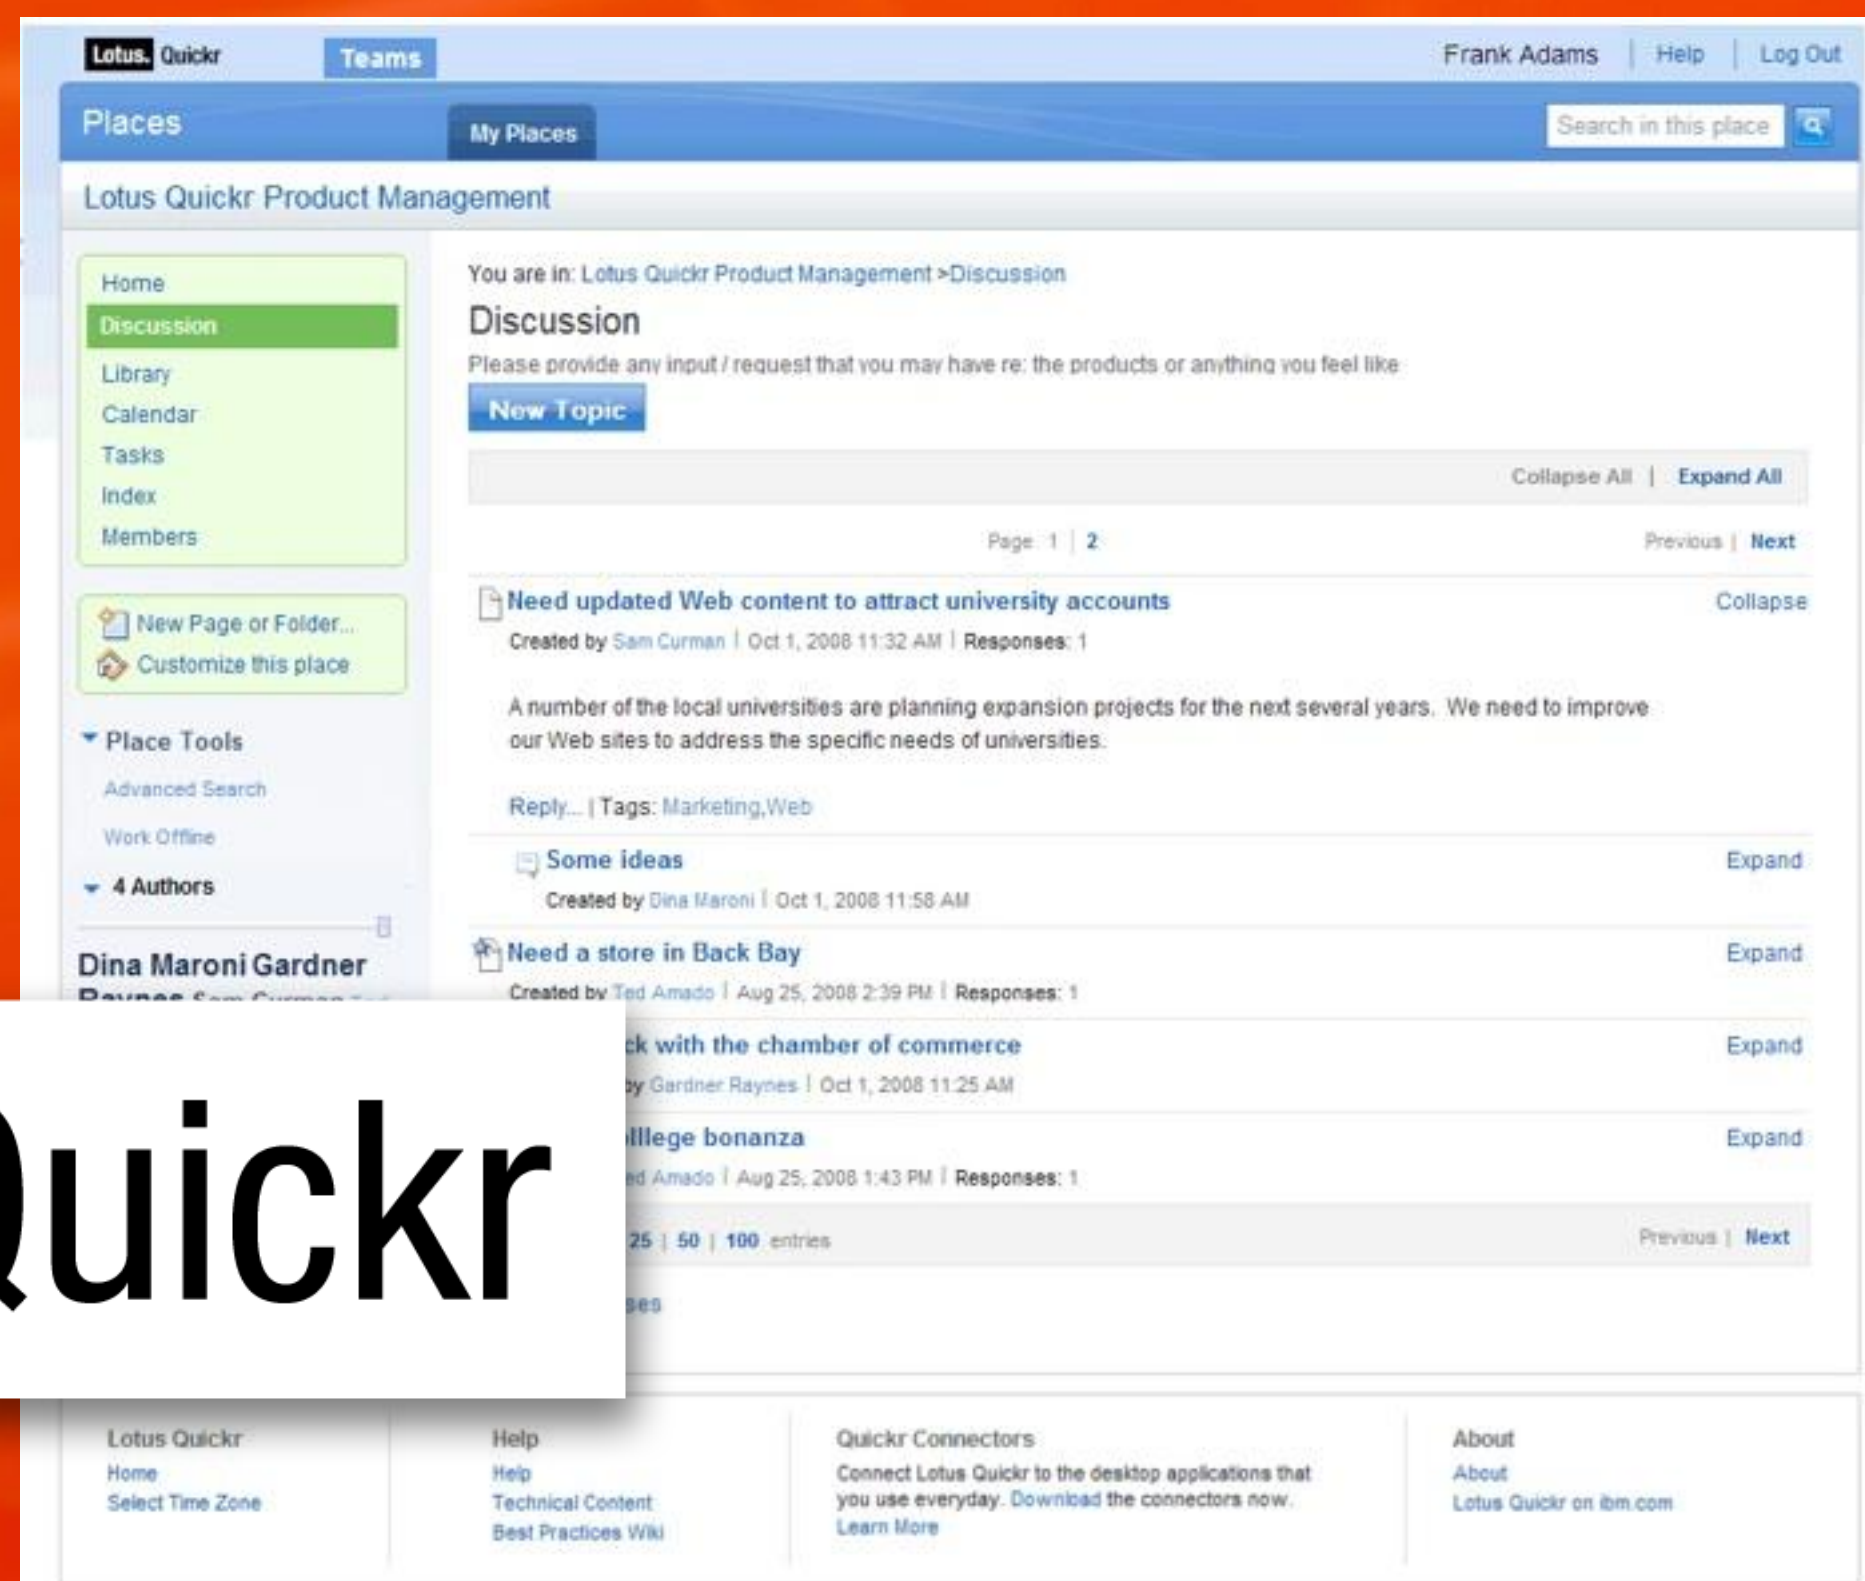 Lotus. Quickr Teams Frank Adams | Help | Log Out
Places My Places Search in this place
Lotus Quickr Product Management
Home
Discussion
Library
Calendar
Tasks
Index
Members
New Page or Folder...
Customize this place
Place Tools
Advanced Search
Work Offline
4 Authors
Dina Maroni Gardner
Raynes Sam Curman Ted
You are in: Lotus Quickr Product Management >Discussion
Discussion
Please provide any input / request that you may have re: the products or anything you feel like
New Topic
Collapse All | Expand All
Page 1 | 2 Previous | Next
Need updated Web content to attract university accounts Collapse
Created by Sam Curman | Oct 1, 2008 11:32 AM | Responses: 1
A number of the local universities are planning expansion projects for the next several years. We need to improve
our Web sites to address the specific needs of universities.
Reply... | Tags: Marketing,Web
Some ideas Expand
Created by Dina Maroni | Oct 1, 2008 11:58 AM
Need a store in Back Bay Expand
Created by Ted Amado | Aug 25, 2008 2:39 PM | Responses: 1
ck with the chamber of commerce Expand
by Gardner Raynes | Oct 1, 2008 11:25 AM
lllege bonanza Expand
ed Amado | Aug 25, 2008 1:43 PM | Responses: 1
25 | 50 | 100 entries Previous | Next
ses
Quickr
Lotus Quickr
Home
Select Time Zone
Help
Help
Technical Content
Best Practices Wiki
Quickr Connectors
Connect Lotus Quickr to the desktop applications that
you use everyday. Download the connectors now.
Learn More
About
About
Lotus Quickr on ibm.com